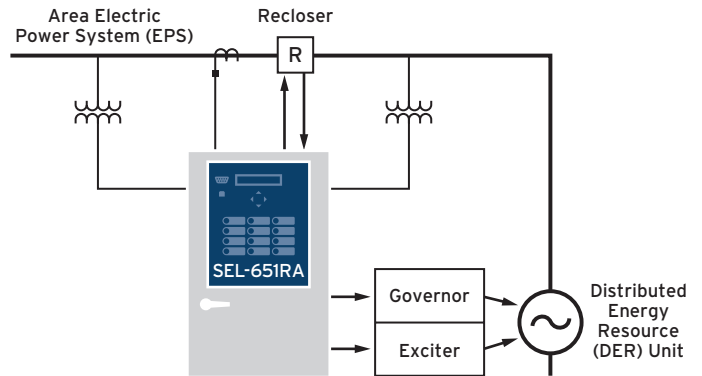 Area Electric
Power System (EPS)
Recloser
R
SEL-651RA
Governor
Exciter
Distributed
Energy
Resource
(DER) Unit